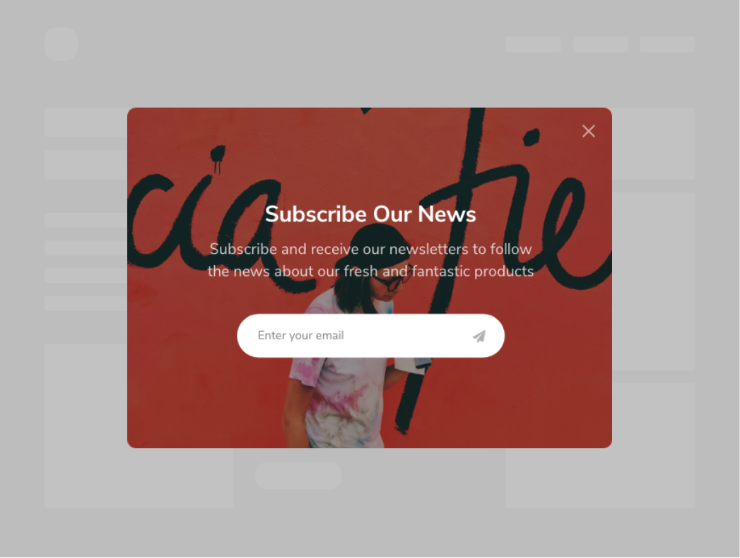 cia
Subscribe Our News
Subscribe and receive our newsletters to follow
the news about our fresh and fantastic products
Enter your email